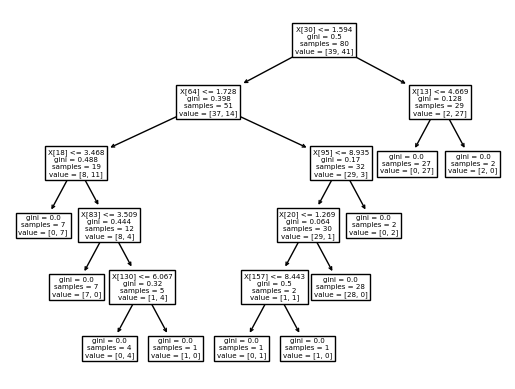 X[30] <= 1.594
gini = 0.5
samples = 80
value = [39, 41]
X[64] <= 1.728
gini = 0.398
samples = 51
value = [37, 14]
X[13] <= 4.669
gini = 0.128
samples = 29
value = [2, 27]
X[18] <= 3.468
gini = 0.488
samples = 19
value = [8, 11]
X[95] <= 8.935
gini = 0.17
samples = 32
value = [29, 3]
gini = 0.0
samples = 27
value = [0, 27]
gini = 0.0
samples = 2
value = [2, 0]
gini = 0.0
samples = 7
value = [0, 7]
X[83] <= 3.509
gini = 0.444
samples = 12
value = [8, 4]
X[20] <= 1.269
gini = 0.064
samples = 30
value = [29, 1]
gini = 0.0
samples = 2
value = [0, 2]
gini = 0.0
samples = 7
value = [7, 0]
X[130] <= 6.067
gini = 0.32
samples = 5
value = [1, 4]
X[157] <= 8.443
gini = 0.5
samples = 2
value = [1, 1]
gini = 0.0
samples = 28
value = [28, 0]
gini = 0.0
samples = 4
value = [0, 4]
gini = 0.0
samples = 1
value = [1, 0]
gini = 0.0
samples = 1
value = [0, 1]
gini = 0.0
samples = 1
value = [1, 0]